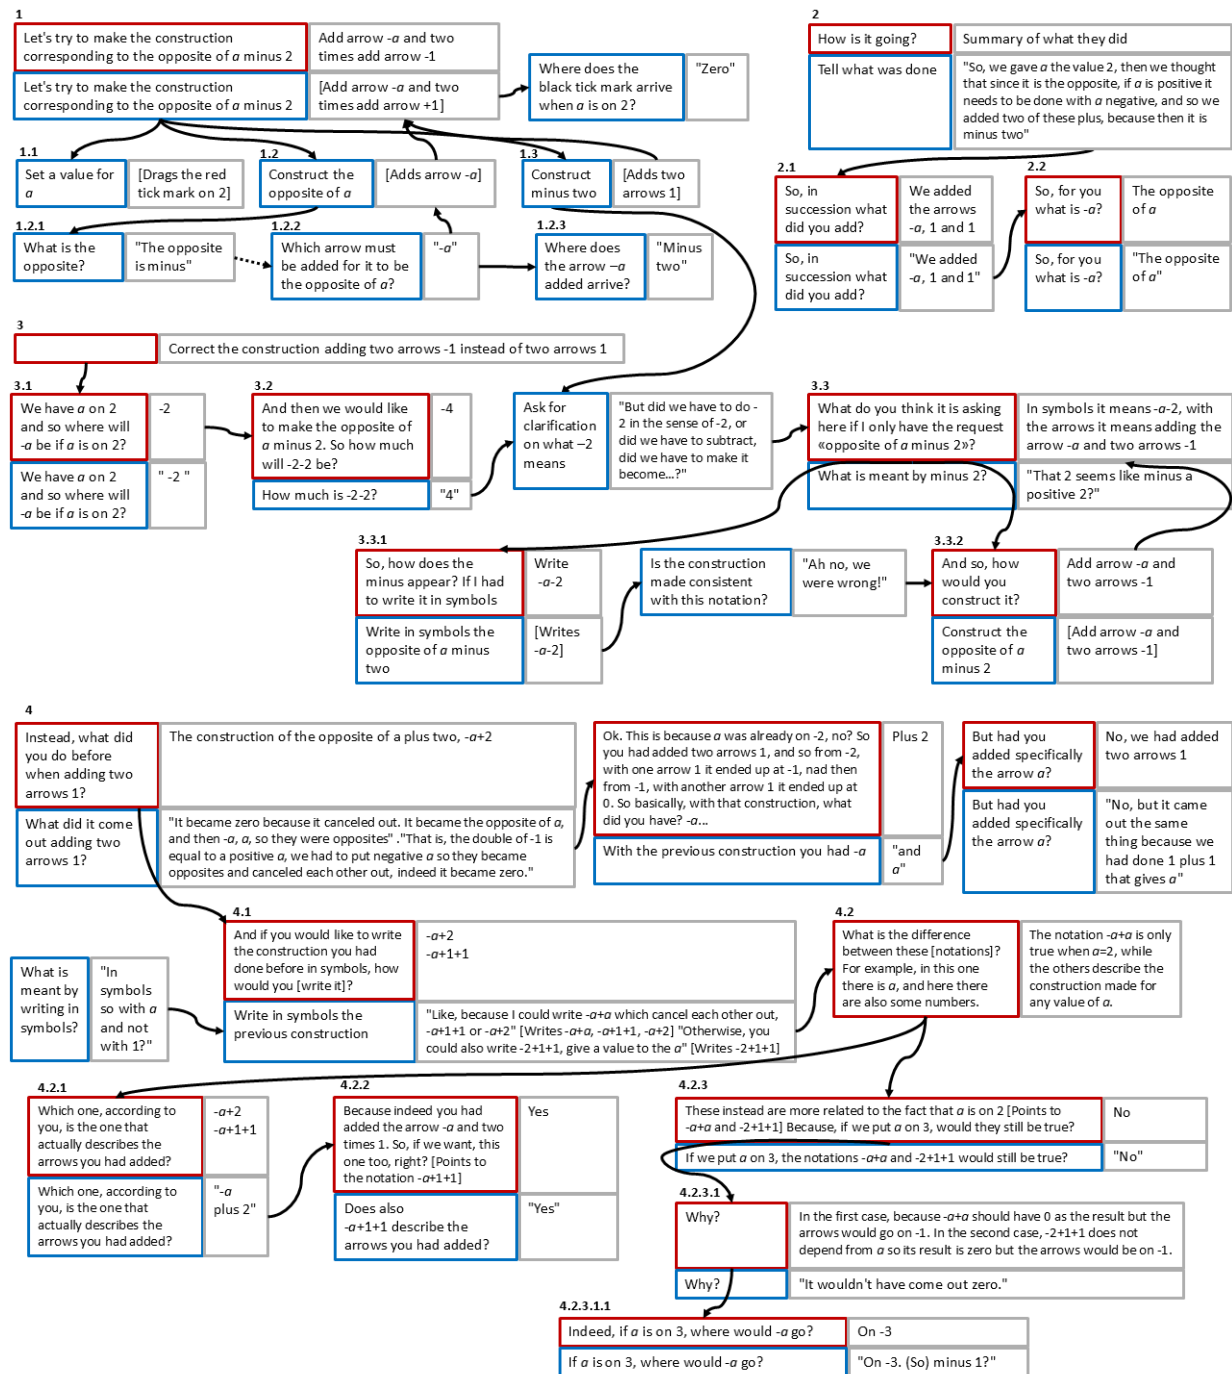 1
Let's try to make the construction
corresponding to the opposite of a minus 2
Add arrow -a and two
times add arrow -1
Let's try to make the construction
corresponding to the opposite of a minus 2
[Add arrow -a and two
times add arrow +1]
Where does the
black tick mark arrive
when a is on 2?
"Zero"
1.1
Set a value for
a
[Drags the red
tick mark on 2]
1.2
Construct the
opposite of a
[Adds arrow -a]
1.3
Construct
minus two
[Adds two
arrows 1]
1.2.1
What is the
opposite?
"The opposite
is minus"
1.2.2
Which arrow must
be added for it to be
the opposite of a?
"-a"
1.2.3
Where does
the arrow –a
added arrive?
"Minus
two"
2
How is it going?
Summary of what they did
Tell what was done
"So, we gave a the value 2, then we thought
that since it is the opposite, if a is positive it
needs to be done with a negative, and so we
added two of these plus, because then it is
minus two"
2.1
So, in
succession what
did you add?
We added
the arrows
-a, 1 and 1
So, in
succession what
did you add?
"We added
-a, 1 and 1"
2.2
So, for you
what is -a?
The opposite
of a
So, for you
what is -a?
"The opposite
of a"
3
Correct the construction adding two arrows -1 instead of two arrows 1
3.1
We have a on 2
and so where will
-a be if a is on 2?
-2
We have a on 2
and so where will
-a be if a is on 2?
" -2 "
3.2
And then we would like
to make the opposite of
a minus 2. So how much
will -2-2 be?
-4
How much is -2-2?
"4"
Ask for
clarification
on what –2
means
"But did we have to do -
2 in the sense of -2, or
did we have to subtract,
did we have to make it
become...?"
3.3
What do you think it is asking
here if I only have the request
«opposite of a minus 2»?
In symbols it means -a-2, with
the arrows it means adding the
arrow -a and two arrows -1
What is meant by minus 2?
"That 2 seems like minus a
positive 2?"
3.3.1
So, how does the
minus appear? If I had
to write it in symbols
Write
-a-2
Write in symbols the
opposite of a minus
two
[Writes
-a-2]
Is the construction
made consistent
with this notation?
"Ah no, we
were wrong!"
3.3.2
And so, how
would you
construct it?
Add arrow -a and
two arrows -1
Construct the
opposite of a
minus 2
[Add arrow -a and
two arrows -1]
4
Instead, what did
you do before
when adding two
arrows 1?
The construction of the opposite of a plus two, -a+2
What did it come
out adding two
arrows 1?
"It became zero because it canceled out. It became the opposite of a,
and then -a, a, so they were opposites" ."That is, the double of -1 is
equal to a positive a, we had to put negative a so they became
opposites and canceled each other out, indeed it became zero."
Ok. This is because a was already on -2, no? So
you had added two arrows 1, and so from -2,
with one arrow 1 it ended up at -1, nad then
from -1, with another arrow 1 it ended up at
0. So basically, with that construction, what
did you have? -a...
Plus 2
With the previous construction you had -a
"and
a"
But had you
added specifically
the arrow a?
No, we had added
two arrows 1
But had you
added specifically
the arrow a?
"No, but it came
out the same
thing because we
had done 1 plus 1
that gives a"
What is
meant by
writing in
symbols?
"In
symbols
so with a
and not
with 1?"
4.1
And if you would like to write
the construction you had
done before in symbols, how
would you [write it]?
-a+2
-a+1+1
Write in symbols the
previous construction
"Like, because I could write -a+a which cancel each other out,
-a+1+1 or -a+2" [Writes -a+a, -a+1+1, -a+2] "Otherwise, you
could also write -2+1+1, give a value to the a" [Writes -2+1+1]
4.2
What is the difference
between these [notations]?
For example, in this one
there is a, and here there
are also some numbers.
The notation -a+a is only
true when a=2, while
the others describe the
construction made for
any value of a.
4.2.1
Which one, according to
you, is the one that
actually describes the
arrows you had added?
-a+2
-a+1+1
Which one, according to
you, is the one that
actually describes the
arrows you had added?
"-a
plus 2"
4.2.2
Because indeed you had
added the arrow -a and two
times 1. So, if we want, this
one too, right? [Points to
the notation -a+1+1]
Yes
Does also
-a+1+1 describe the
arrows you had added?
"Yes"
4.2.3
These instead are more related to the fact that a is on 2 [Points to
-a+a and -2+1+1] Because, if we put a on 3, would they still be true?
No
If we put a on 3, the notations -a+a and -2+1+1 would still be true?
"No"
4.2.3.1
Why?
In the first case, because -a+a should have 0 as the result but the
arrows would go on -1. In the second case, -2+1+1 does not
depend from a so its result is zero but the arrows would be on -1.
Why?
"It wouldn't have come out zero."
4.2.3.1.1
Indeed, if a is on 3, where would -a go?
On -3
If a is on 3, where would -a go?
"On -3. (So) minus 1?"